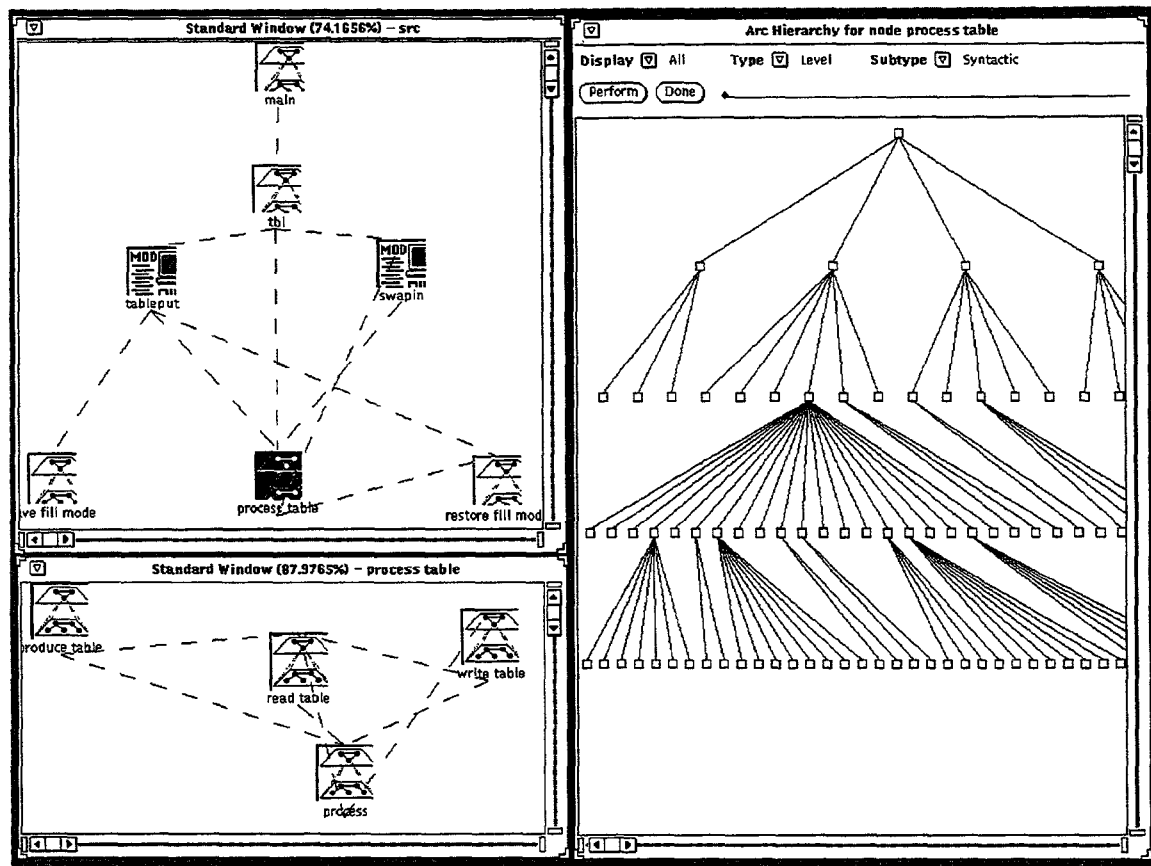 Standard Window (74.1656%) – src
main
tbl
MOD
MOD
tableput
swapin
ve fill mode
process table
restore fill mod
Standard Window (87.9765%) – process table
produce table
read table
write table
process
Arc Hierarchy for node process table
Display All Type Level Subtype Syntactic
Perform Done